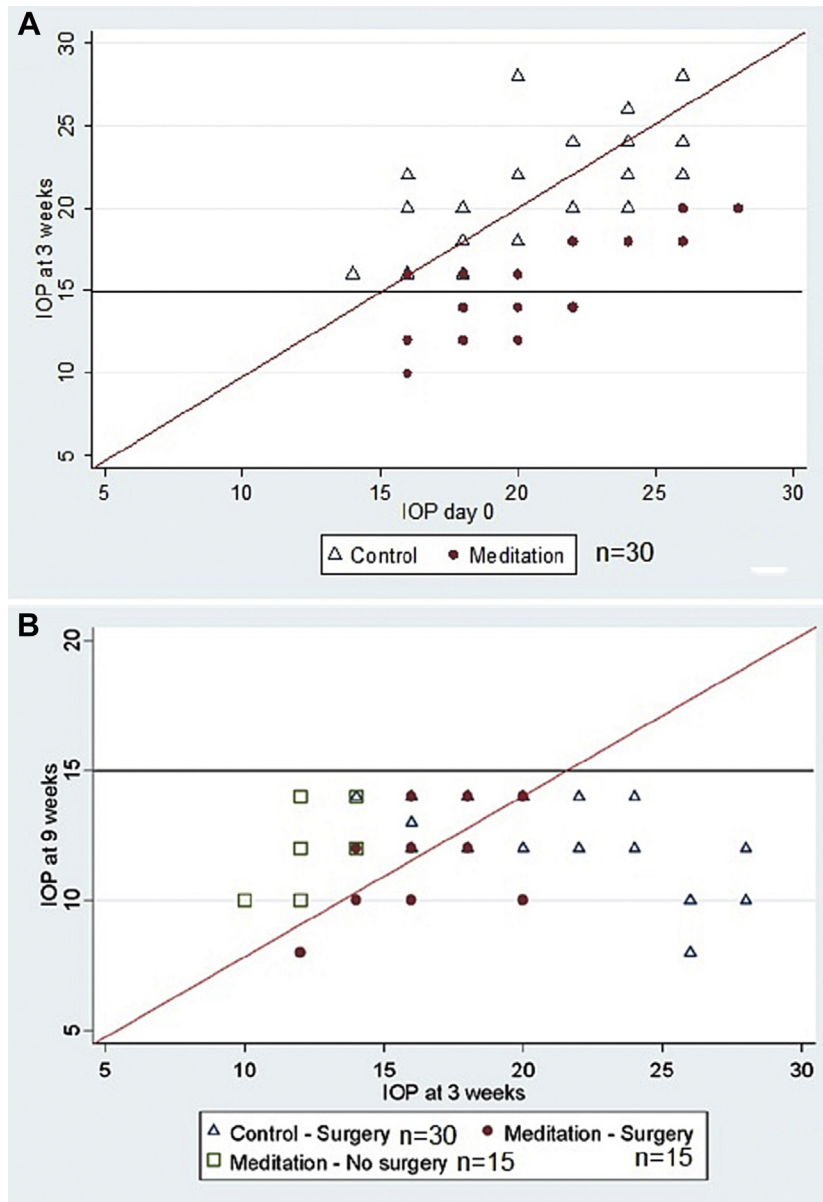 A
30
25
20
15
10
5
IOP at 3 weeks
5 10 15 20 25 30
IOP day 0
Control Meditation n=30
B
20
15
10
5
IOP at 9 weeks
5 10 15 20 25 30
IOP at 3 weeks
Control - Surgery n=30 Meditation - Surgery
Meditation - No surgery n=15 n=15